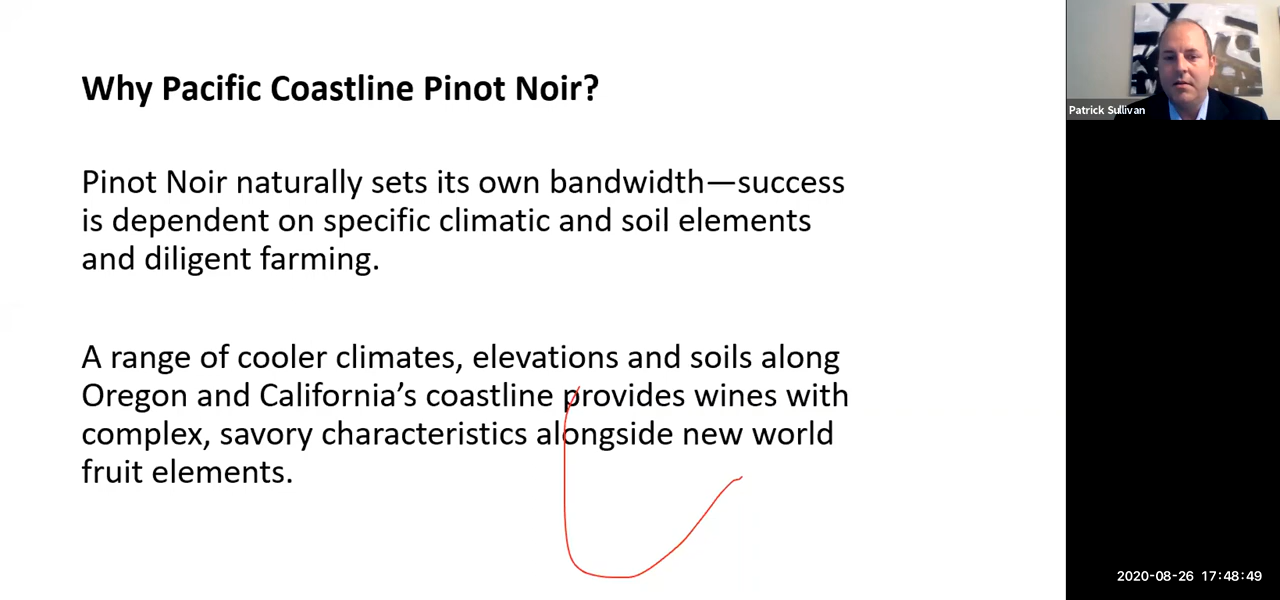 Why Pacific Coastline Pinot Noir?
Pinot Noir naturally sets its own bandwidth—success
is dependent on specific climatic and soil elements
and diligent farming.
A range of cooler climates, elevations and soils along
Oregon and California’s coastline provides wines with
complex, savory characteristics alongside new world
fruit elements.
Patrick Sullivan
2020-08-26 17:48:49